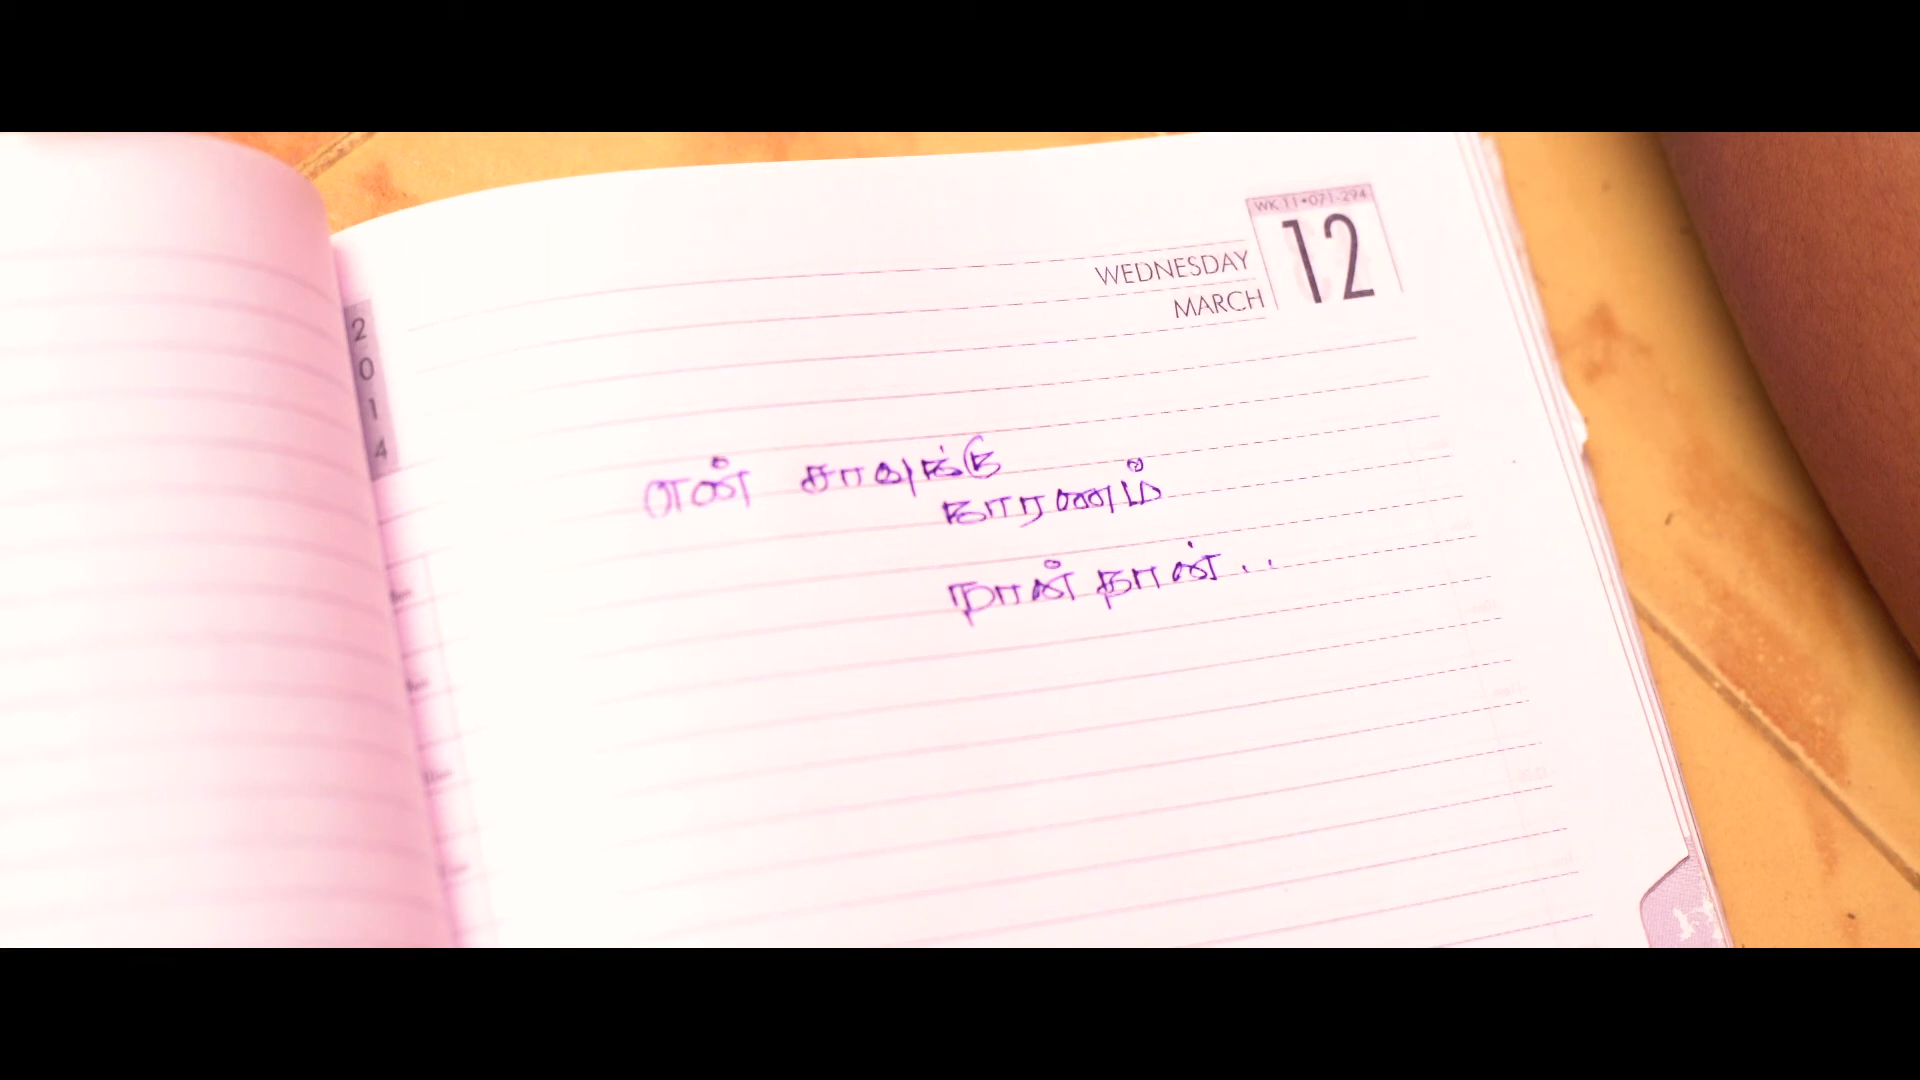 WK 11•071-294
12
WEDNESDAY
MARCH
2014
என் சாவுக்கு
காரணம்
நான் தான்..